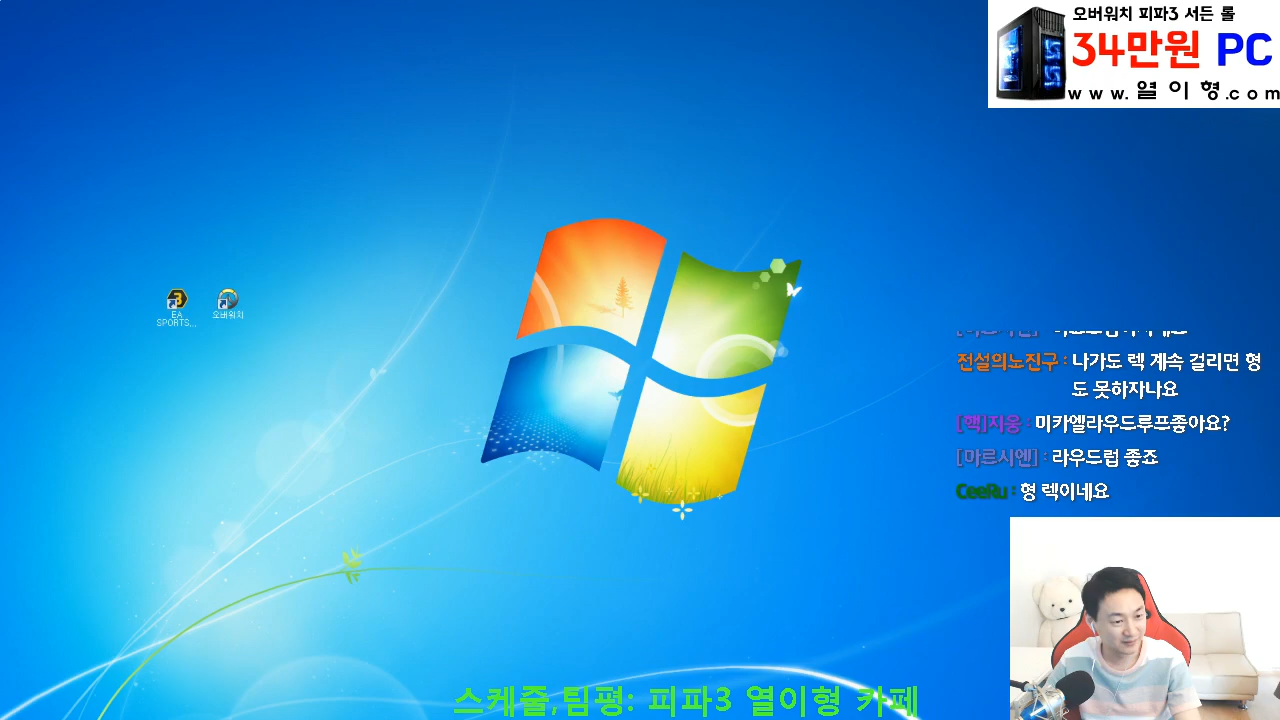 오버워치 피파3 서든 롤
34만원 PC
www.열이형.com
EA
SPORTS...
오버워치
전설의노진구 : 나가도 렉 계속 걸리면 형
도 못하자나요
[핵]지웅 : 미카엘라우드루프좋아요?
[마르시엔] : 라우드럽 좋죠
CeeRu : 형 렉이네요
스케줄,팀평: 피파3 열이형 카페